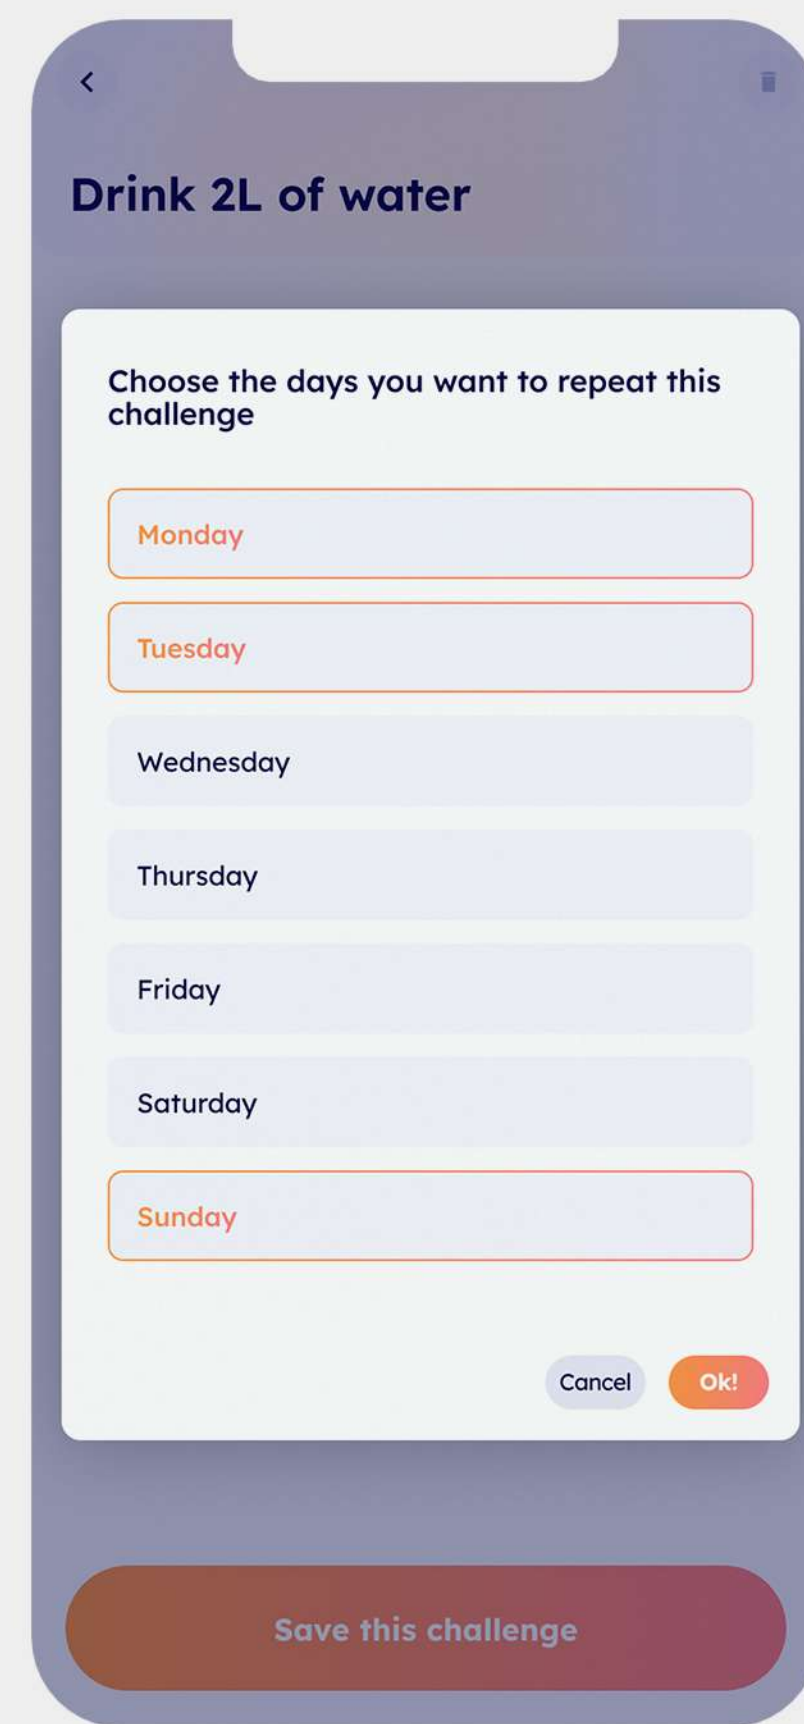 Drink 2L of water
Choose the days you want to repeat this
challenge
Monday
Tuesday
Wednesday
Thursday
Friday
Saturday
Sunday
Cancel
Ok!
Save this challenge